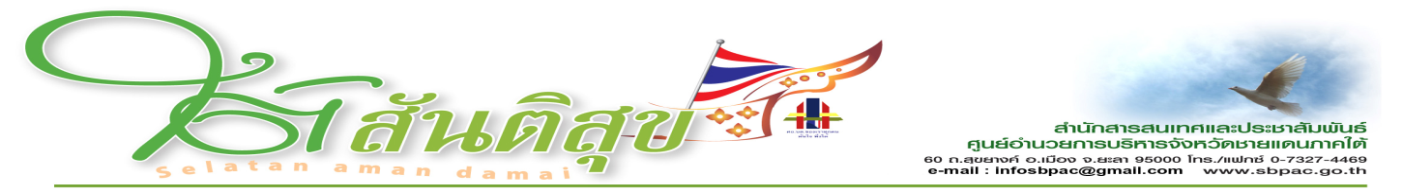 ใต้สันติสุข
Selatan aman damai
สำนักสารสนเทศและประชาสัมพันธ์
ศูนย์อำนวยการบริหารจังหวัดชายแดนภาคใต้
60 ถ.สุขยางค์ อ.เมือง จ.ยะลา 95000 โทร./แฟกซ์ 0-7327-4469
e-mail : infosbpac@gmail.com www.sbpac.go.th